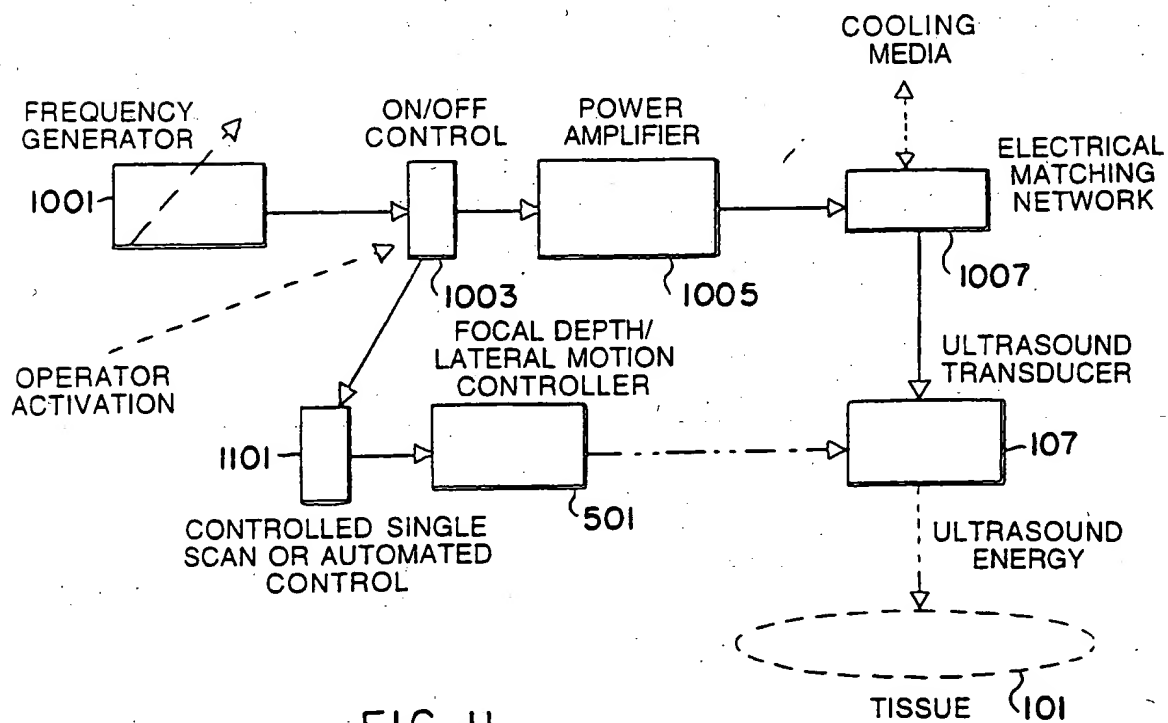 COOLING
MEDIA
FREQUENCY
GENERATOR
ON/OFF
CONTROL
POWER
AMPLIFIER
ELECTRICAL
MATCHING
NETWORK
1001
1003
1005
1007
OPERATOR
ACTIVATION
FOCAL DEPTH/
LATERAL MOTION
CONTROLLER
ULTRASOUND
TRANSDUCER
1101
501
107
CONTROLLED SINGLE
SCAN OR AUTOMATED
CONTROL
ULTRASOUND
ENERGY
TISSUE
101
FIG. 11